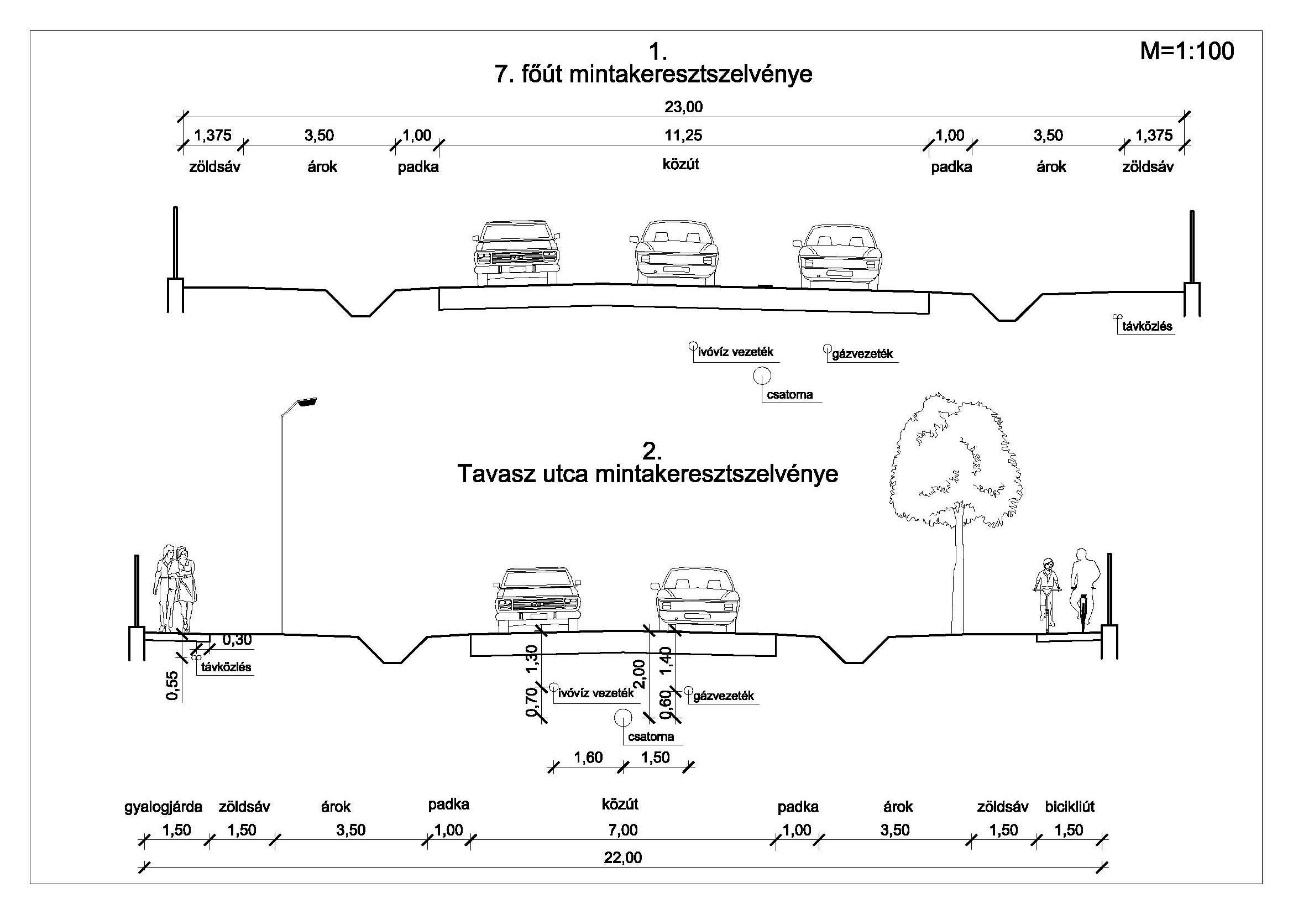 1.
M=1:100
7. főút mintakeresztszelvénye
23,00
1,375 3,50 1,00 11,25 1,00 3,50 1,375
zöldsáv árok padka közút padka árok zöldsáv
távközlés
ivóvíz vezeték gázvezeték
csatorna
2.
Tavasz utca mintakeresztszelvénye
0,30
távközlés
0,55
1,30
0,70
2,00
1,40
0,60
ivóvíz vezeték gázvezeték
csatorna
1,60 1,50
gyalogjárda zöldsáv árok padka közút padka árok zöldsáv bicikliút
1,50 1,50 3,50 1,00 7,00 1,00 3,50 1,50 1,50
22,00